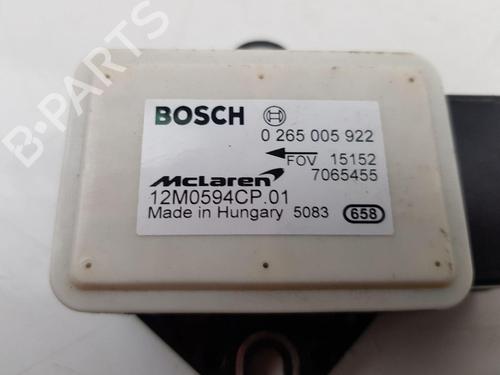 BOSCH 0 265 005 922
FOV 15152
McLaren 7065455
12M0594CP.01
Made in Hungary 5083 658
B-PARTS